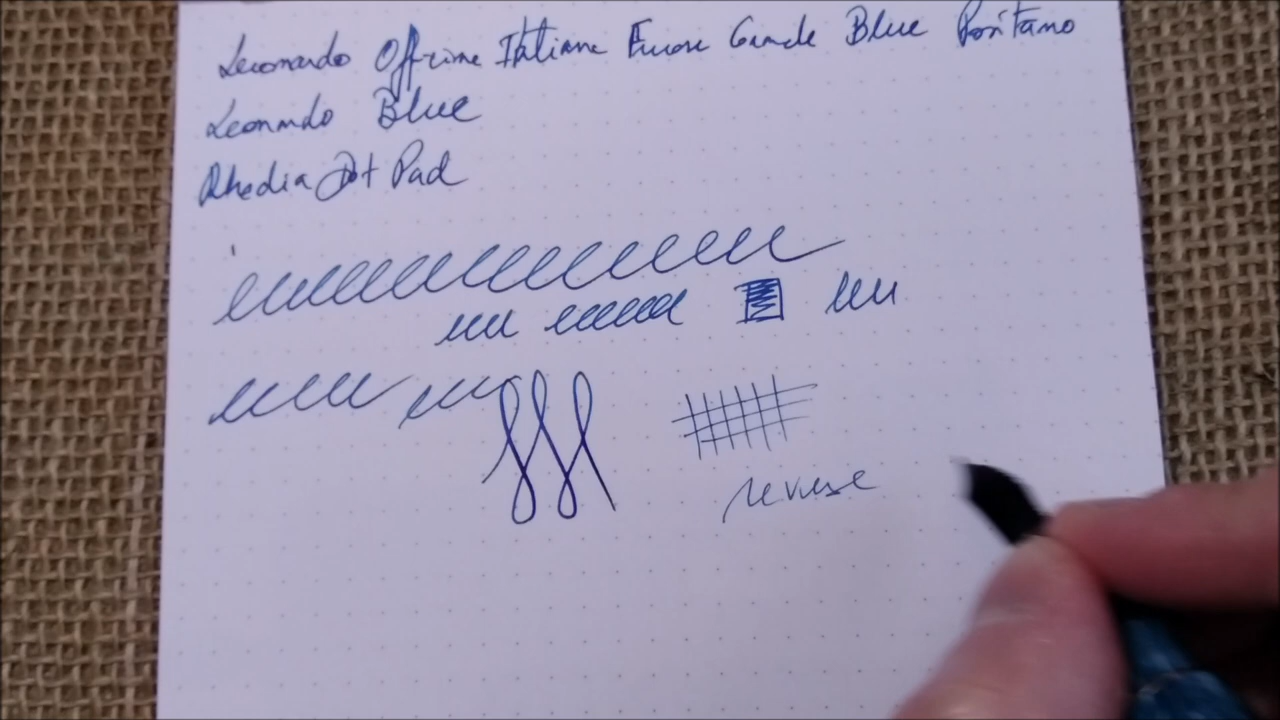 Leonardo Officina Italiana Furore Grande Blue Positano
Leonardo Blue
Rhodia Dot Pad
reverse